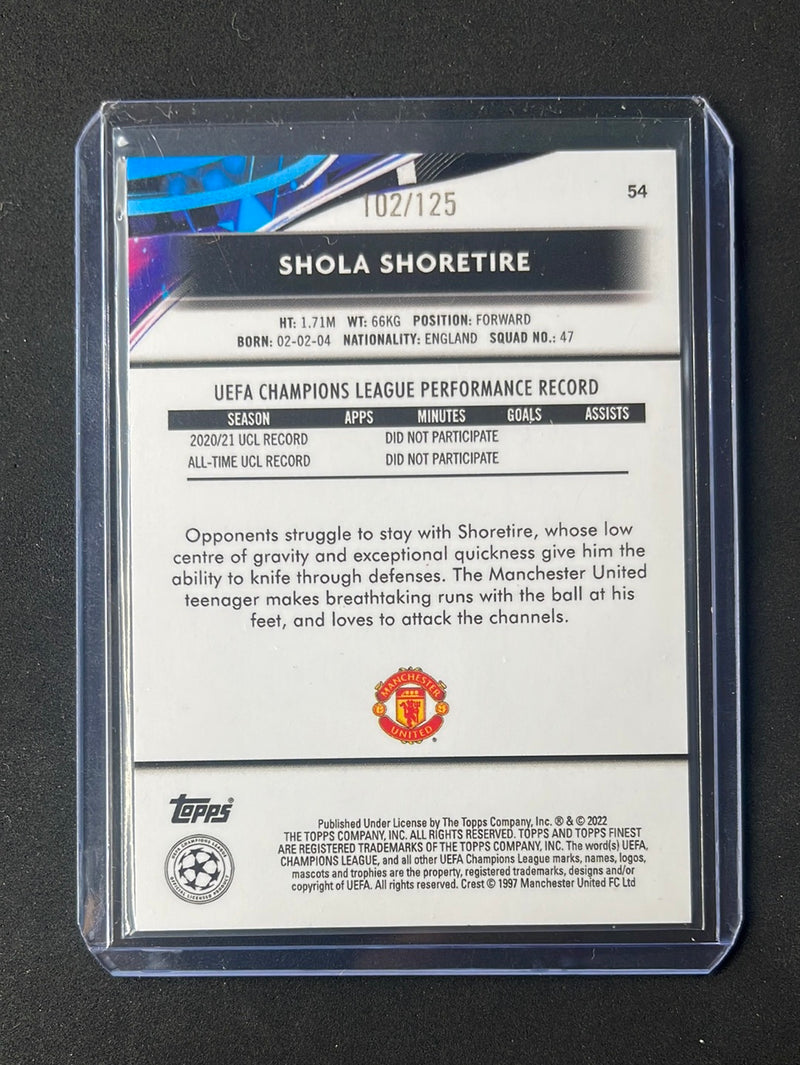 54
102/125
SHOLA SHORETIRE
HT: 1.71M WT: 66KG POSITION: FORWARD
BORN: 02-02-04 NATIONALITY: ENGLAND SQUAD NO.: 47
UEFA CHAMPIONS LEAGUE PERFORMANCE RECORD
SEASON APPS MINUTES GOALS ASSISTS
2020/21 UCL RECORD DID NOT PARTICIPATE
ALL-TIME UCL RECORD DID NOT PARTICIPATE
Opponents struggle to stay with Shoretire, whose low
centre of gravity and exceptional quickness give him the
ability to knife through defenses. The Manchester United
teenager makes breathtaking runs with the ball at his
feet, and loves to attack the channels.
MANCHESTER
UNITED
topps
UEFA CHAMPIONS LEAGUE
OFFICIAL LICENSED PRODUCT
Published Under License by The Topps Company, Inc. ® & © 2022
THE TOPPS COMPANY, INC. ALL RIGHTS RESERVED. TOPPS AND TOPPS FINEST
ARE REGISTERED TRADEMARKS OF THE TOPPS COMPANY, INC. The word(s) UEFA,
CHAMPIONS LEAGUE, and all other UEFA Champions League marks, names, logos,
mascots and trophies are the property, registered trademarks, designs and/or
copyright of UEFA. All rights reserved. Crest © 1997 Manchester United FC Ltd